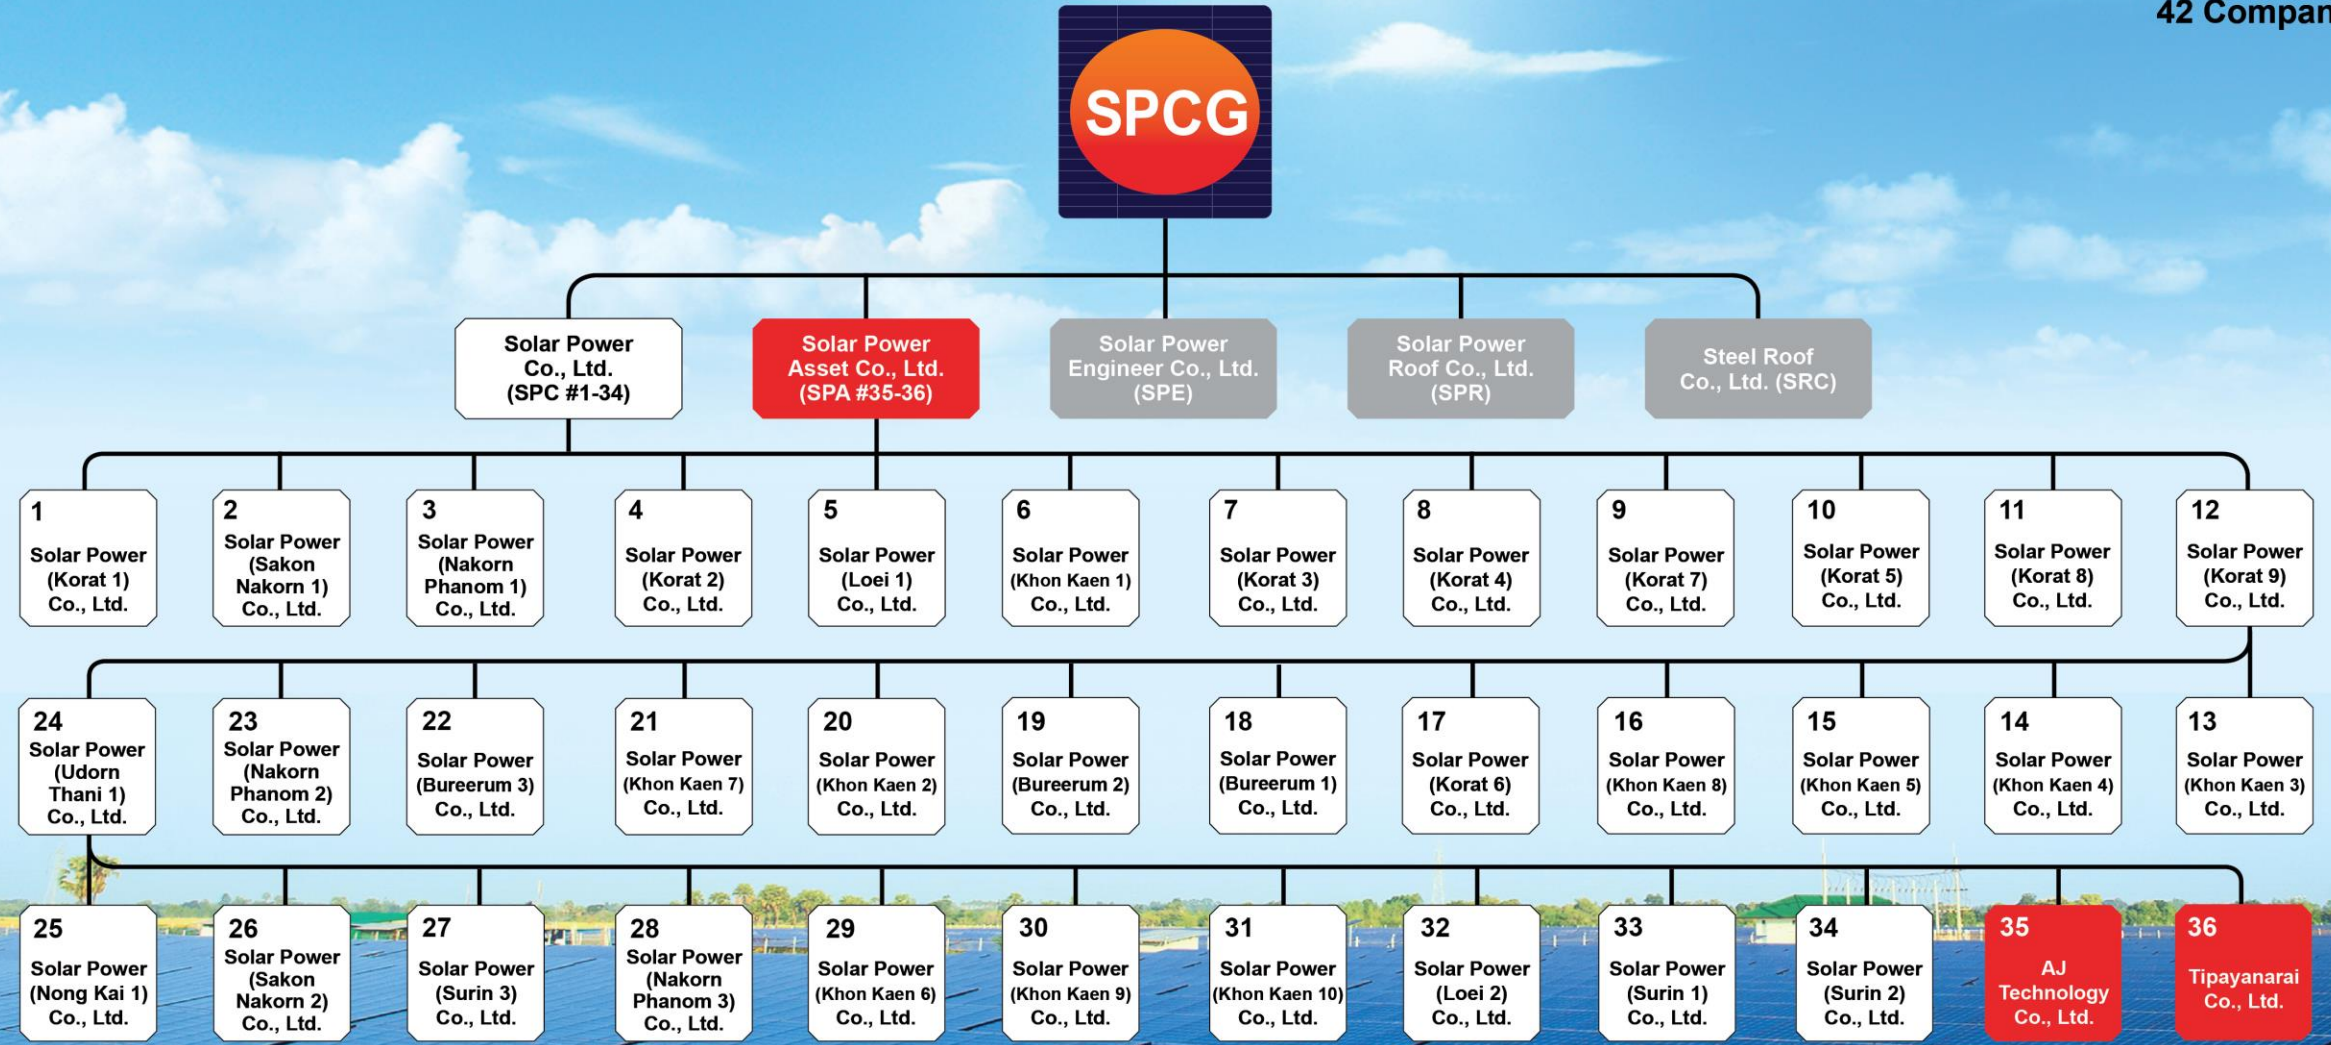 42 Compan
SPCG
Solar Power
Co., Ltd.
(SPC #1-34)
Solar Power
Asset Co., Ltd.
(SPA #35-36)
Solar Power
Engineer Co., Ltd.
(SPE)
Solar Power
Roof Co., Ltd.
(SPR)
Steel Roof
Co., Ltd. (SRC)
1
Solar Power
(Korat 1)
Co., Ltd.
2
Solar Power
(Sakon
Nakorn 1)
Co., Ltd.
3
Solar Power
(Nakorn
Phanom 1)
Co., Ltd.
4
Solar Power
(Korat 2)
Co., Ltd.
5
Solar Power
(Loei 1)
Co., Ltd.
6
Solar Power
(Khon Kaen 1)
Co., Ltd.
7
Solar Power
(Korat 3)
Co., Ltd.
8
Solar Power
(Korat 4)
Co., Ltd.
9
Solar Power
(Korat 7)
Co., Ltd.
10
Solar Power
(Korat 5)
Co., Ltd.
11
Solar Power
(Korat 8)
Co., Ltd.
12
Solar Power
(Korat 9)
Co., Ltd.
24
Solar Power
(Udorn
Thani 1)
Co., Ltd.
23
Solar Power
(Nakorn
Phanom 2)
Co., Ltd.
22
Solar Power
(Bureerum 3)
Co., Ltd.
21
Solar Power
(Khon Kaen 7)
Co., Ltd.
20
Solar Power
(Khon Kaen 2)
Co., Ltd.
19
Solar Power
(Bureerum 2)
Co., Ltd.
18
Solar Power
(Bureerum 1)
Co., Ltd.
17
Solar Power
(Korat 6)
Co., Ltd.
16
Solar Power
(Khon Kaen 8)
Co., Ltd.
15
Solar Power
(Khon Kaen 5)
Co., Ltd.
14
Solar Power
(Khon Kaen 4)
Co., Ltd.
13
Solar Power
(Khon Kaen 3)
Co., Ltd.
25
Solar Power
(Nong Kai 1)
Co., Ltd.
26
Solar Power
(Sakon
Nakorn 2)
Co., Ltd.
27
Solar Power
(Surin 3)
Co., Ltd.
28
Solar Power
(Nakorn
Phanom 3)
Co., Ltd.
29
Solar Power
(Khon Kaen 6)
Co., Ltd.
30
Solar Power
(Khon Kaen 9)
Co., Ltd.
31
Solar Power
(Khon Kaen 10)
Co., Ltd.
32
Solar Power
(Loei 2)
Co., Ltd.
33
Solar Power
(Surin 1)
Co., Ltd.
34
Solar Power
(Surin 2)
Co., Ltd.
35
AJ
Technology
Co., Ltd.
36
Tipayanarai
Co., Ltd.